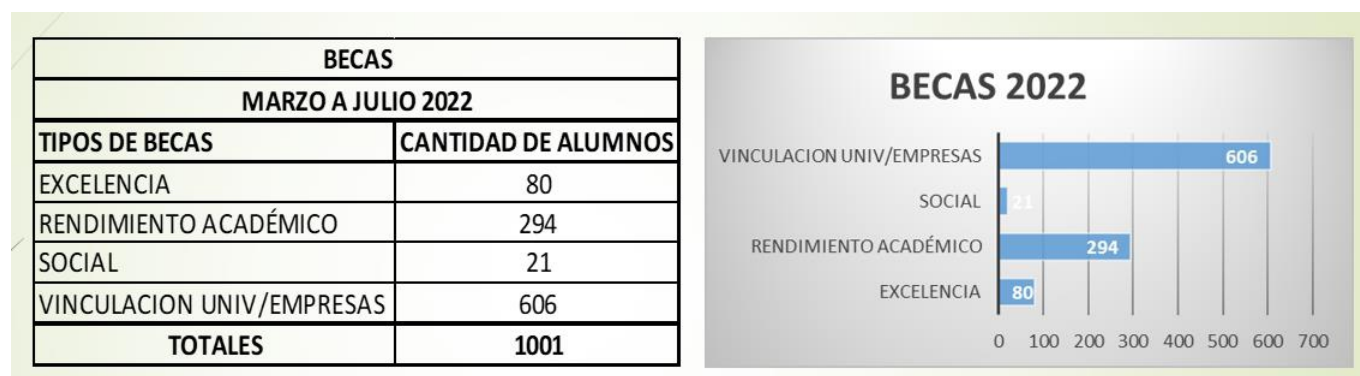 BECAS
MARZO A JULIO 2022
TIPOS DE BECAS CANTIDAD DE ALUMNOS
EXCELENCIA 80
RENDIMIENTO ACADÉMICO 294
SOCIAL 21
VINCULACION UNIV/EMPRESAS 606
TOTALES 1001
BECAS 2022
VINCULACION UNIV/EMPRESAS 606
SOCIAL 21
RENDIMIENTO ACADÉMICO 294
EXCELENCIA 80
0 100 200 300 400 500 600 700